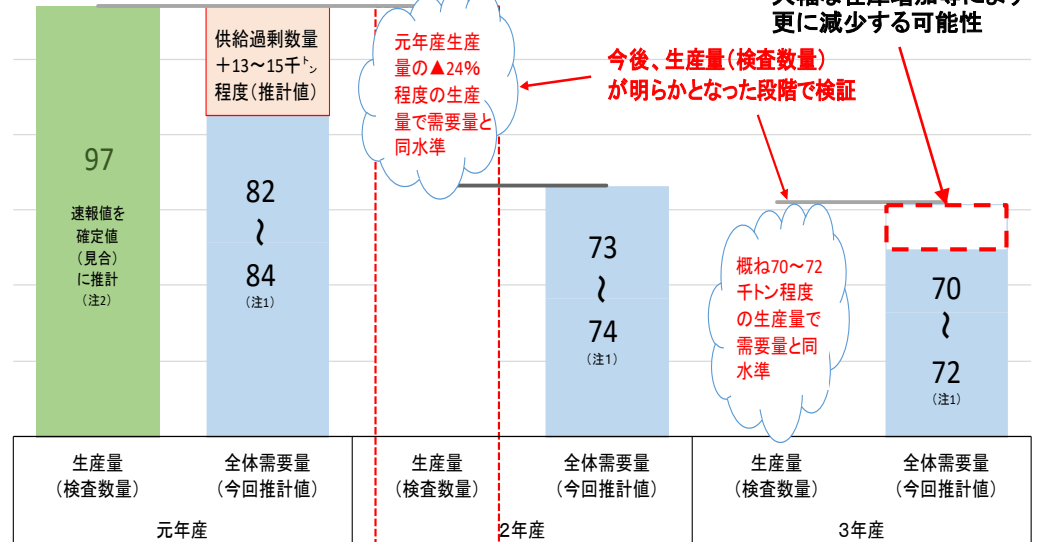 更に減少する可能性
供給過剰数量
+13～15千㌧
程度(推計値)
元年産生産
量の▲24%
程度の生産
量で需要量と
同水準
今後、生産量(検査数量)
が明らかとなった段階で検証
97
速報値を
確定値
(見合)
に推計
(注2)
82
～
84
(注1)
73
～
74
(注1)
概ね70～72
千トン程度
の生産量で
需要量と同
水準
70
～
72
(注1)
生産量
(検査数量)
全体需要量
(今回推計値)
生産量
(検査数量)
全体需要量
(今回推計値)
生産量
(検査数量)
全体需要量
(今回推計値)
元年産
2年産
3年産